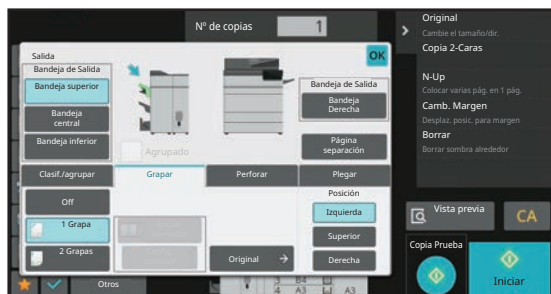 Nº de copias
1
Salida
OK
Bandeja de Salida
Bandeja superior
Bandeja
central
Bandeja inferior
Agrupado
Bandeja de Salida
Bandeja
Derecha
Página
separación
Clasif./agrupar
Grapar
Perforar
Plegar
Off
1 Grapa
2 Grapas
Original
Posición
Izquierda
Superior
Derecha
Otros
3 B4
4 A3
A3
Original
Cambie el tamaño/dir.
Copia 2-Caras
N-Up
Colocar varias pág. en 1 pág.
Camb. Margen
Desplaz. posic. para margen
Borrar
Borrar sombra alrededor
Vista previa
CA
Copia Prueba
Iniciar